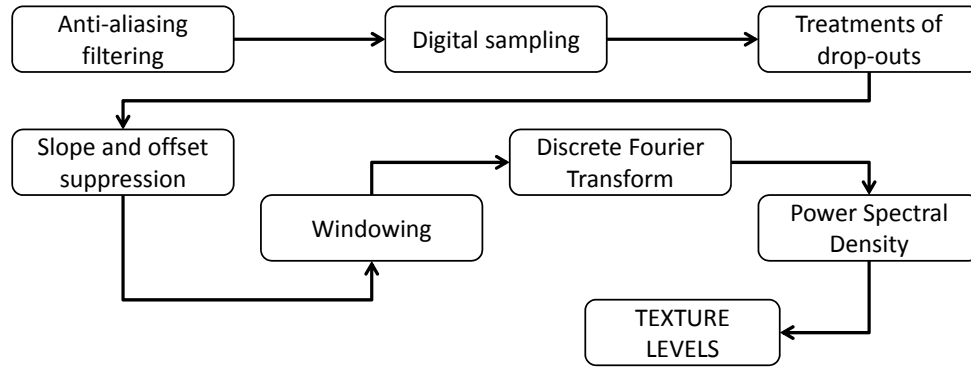 Anti-aliasing
filtering
Digital sampling
Treatments
of drop-outs
Slope and offset
suppression
Windowing
Discrete Fourier
Transform
Power Spectral
Density
TEXTURE
LEVELS